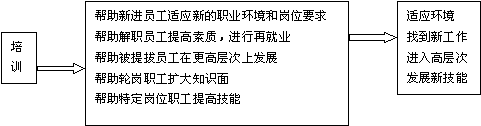 培
训
帮助新进员工适应新的职业环境和岗位要求
帮助解职员工提高素质，进行再就业
帮助被提拔员工在更高层次上发展
帮助轮岗职工扩大知识面
帮助特定岗位职工提高技能
适应环境
找到新工作
进入高层次
发展新技能